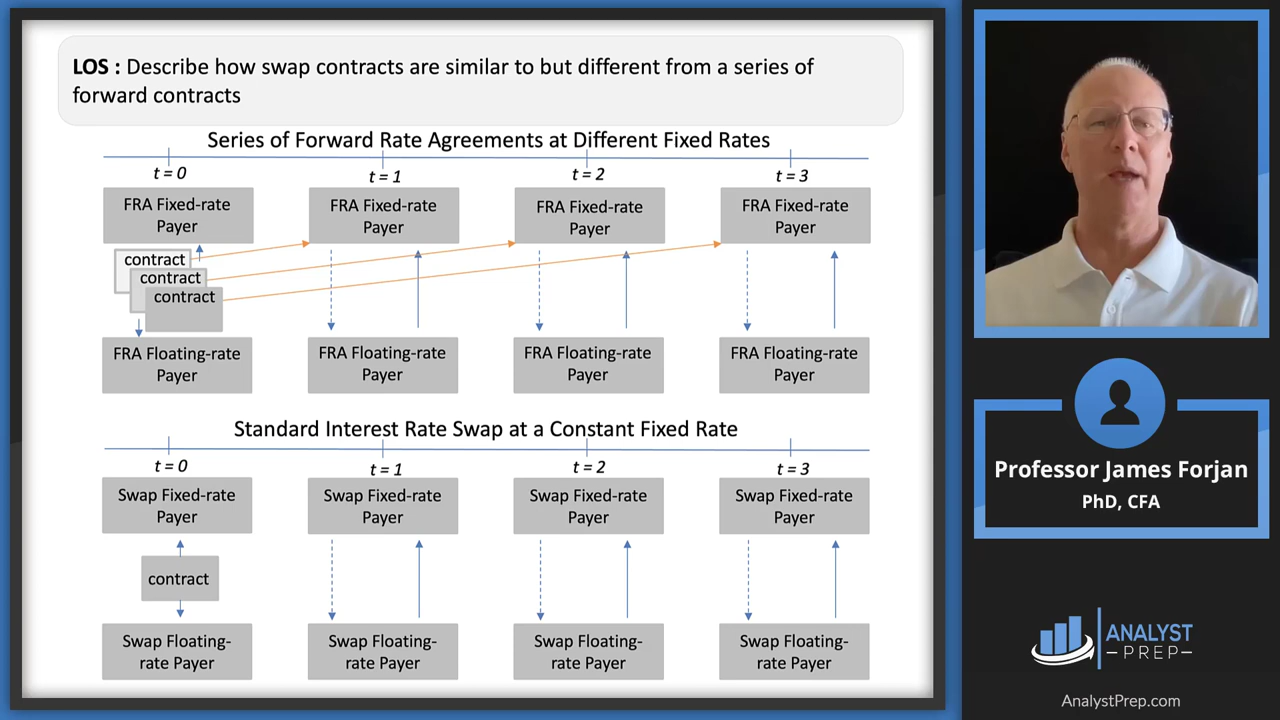 LOS : Describe how swap contracts are similar to but different from a series of
forward contracts
Series of Forward Rate Agreements at Different Fixed Rates
t = 0
t = 1
t = 2
t = 3
FRA Fixed-rate
Payer
FRA Fixed-rate
Payer
FRA Fixed-rate
Payer
FRA Fixed-rate
Payer
contract
contract
contract
FRA Floating-rate
Payer
FRA Floating-rate
Payer
FRA Floating-rate
Payer
FRA Floating-rate
Payer
Standard Interest Rate Swap at a Constant Fixed Rate
t = 0
t = 1
t = 2
t = 3
Swap Fixed-rate
Payer
Swap Fixed-rate
Payer
Swap Fixed-rate
Payer
Swap Fixed-rate
Payer
contract
Swap Floating-
rate Payer
Swap Floating-
rate Payer
Swap Floating-
rate Payer
Swap Floating-
rate Payer
Professor James Forjan
PhD, CFA
ANALYST
–PREP–
AnalystPrep.com